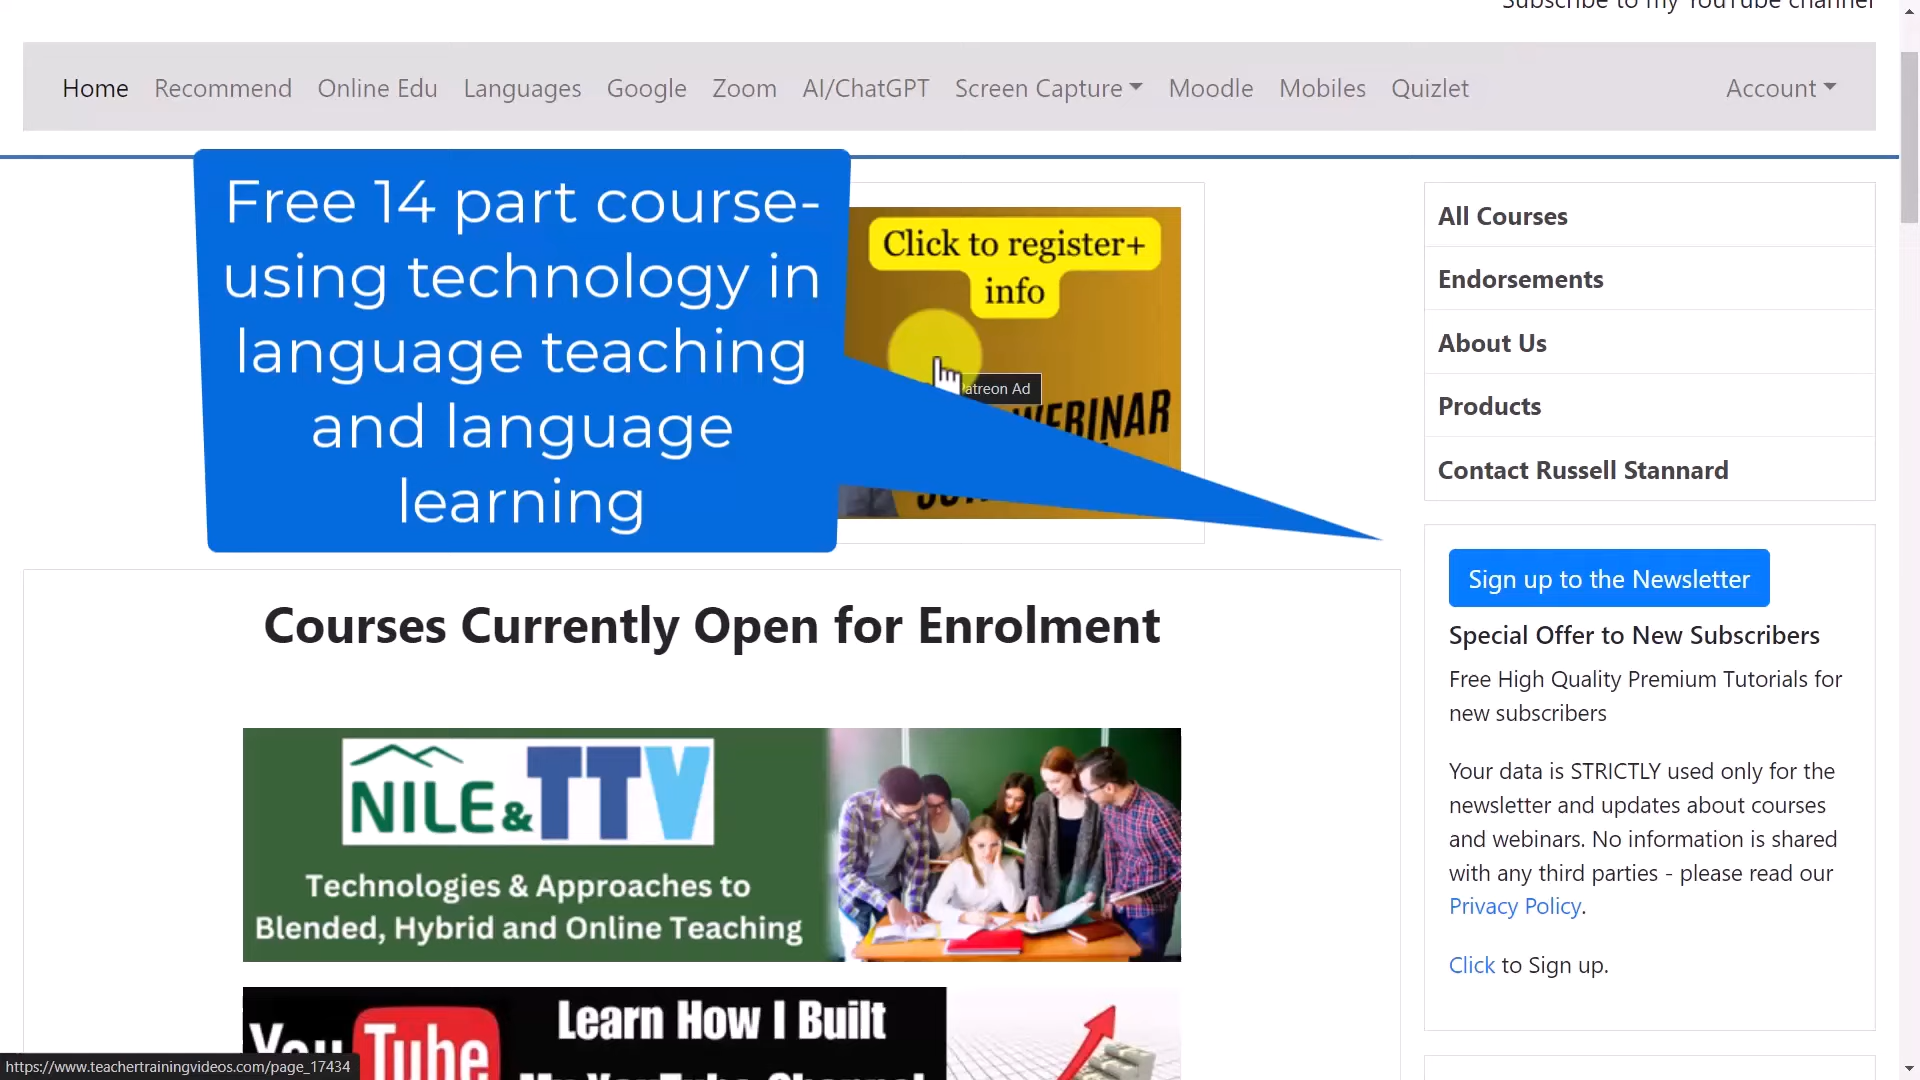 Subscribe to my YouTube channel
Home Recommend Online Edu Languages Google Zoom AI/ChatGPT Screen Capture Moodle Mobiles Quizlet Account
Free 14 part course-
using technology in
language teaching
and language
learning
Click to register+
info
atreon Ad
WEBINAR
All Courses
Endorsements
About Us
Products
Contact Russell Stannard
Sign up to the Newsletter
Special Offer to New Subscribers
Free High Quality Premium Tutorials for
new subscribers
Your data is STRICTLY used only for the
newsletter and updates about courses
and webinars. No information is shared
with any third parties - please read our
Privacy Policy.
Click to Sign up.
Courses Currently Open for Enrolment
NILE & TTV
Technologies & Approaches to
Blended, Hybrid and Online Teaching
YouTube
Learn How I Built
My YouTube Channel
https://www.teachertrainingvideos.com/page_17434